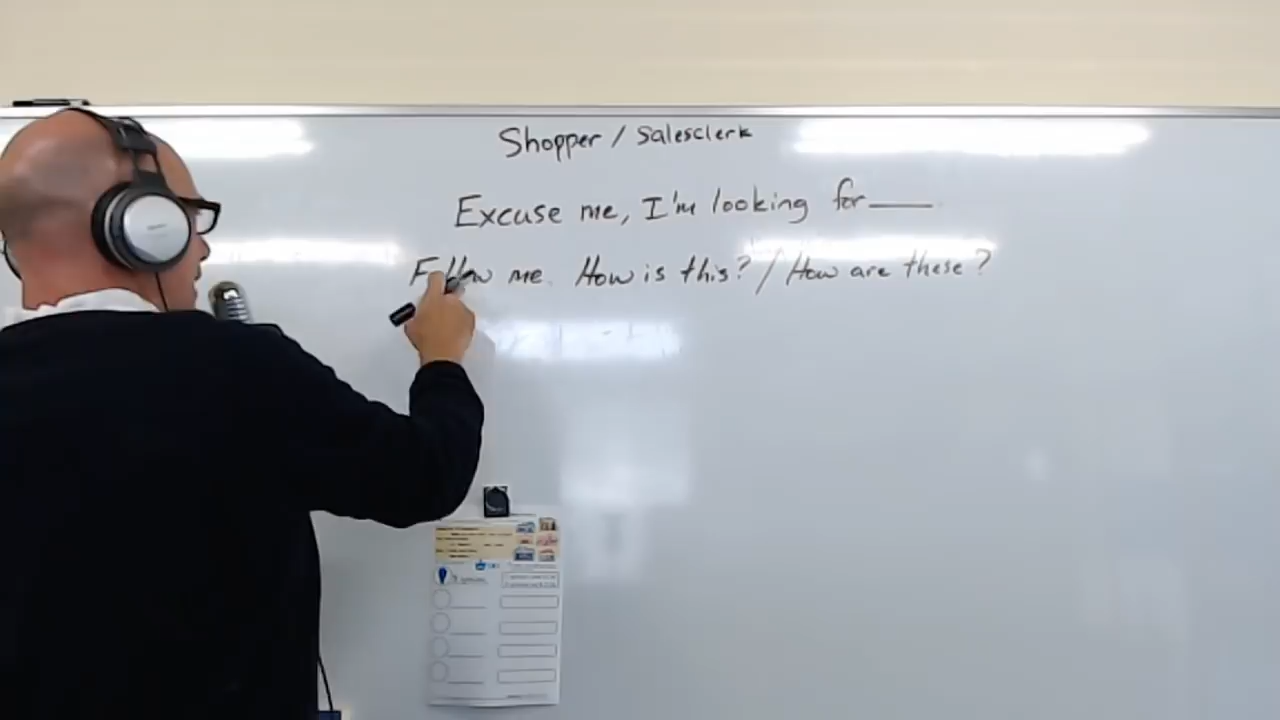 Shopper / Salesclerk
Excuse me, I'm looking for ____.
Follow me. How is this? / How are these?